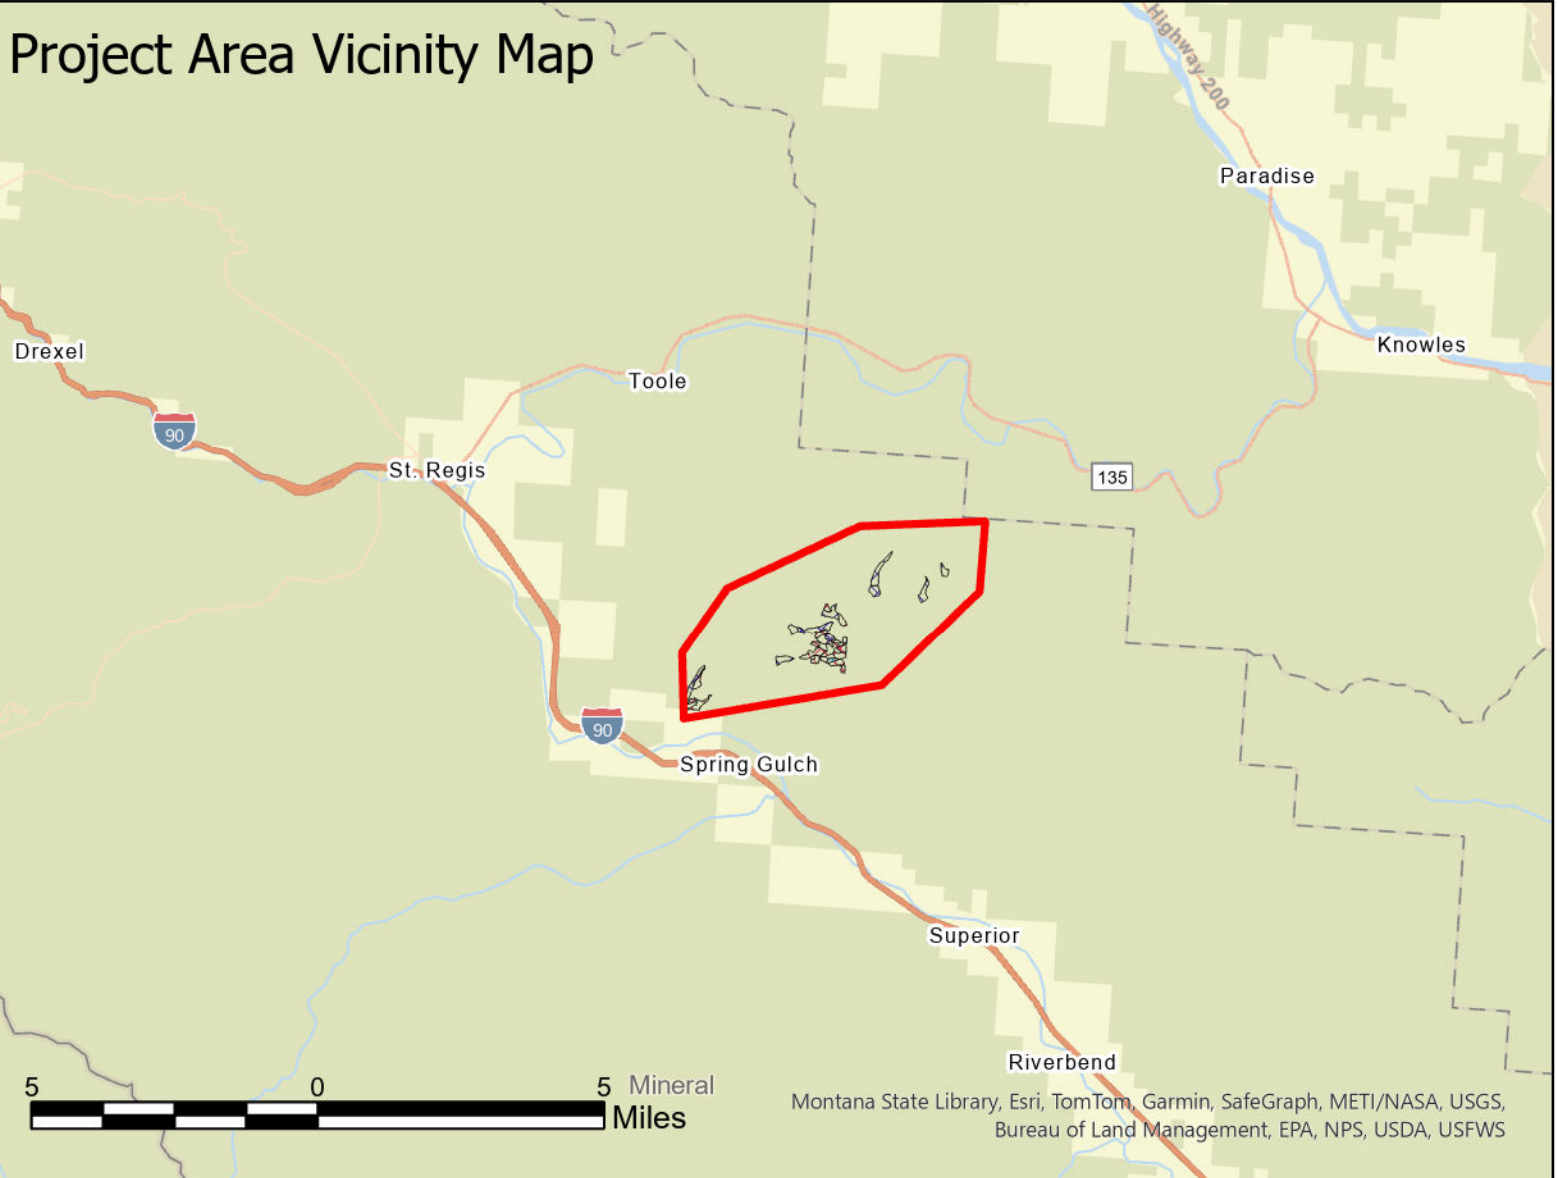 Project Area Vicinity Map
Highway 200
Paradise
Knowles
Drexel
Toole
90
St. Regis
135
90
Spring Gulch
Superior
Riverbend
5 0 5 Mineral
Miles
Montana State Library, Esri, TomTom, Garmin, SafeGraph, METI/NASA, USGS,
Bureau of Land Management, EPA, NPS, USDA, USFWS